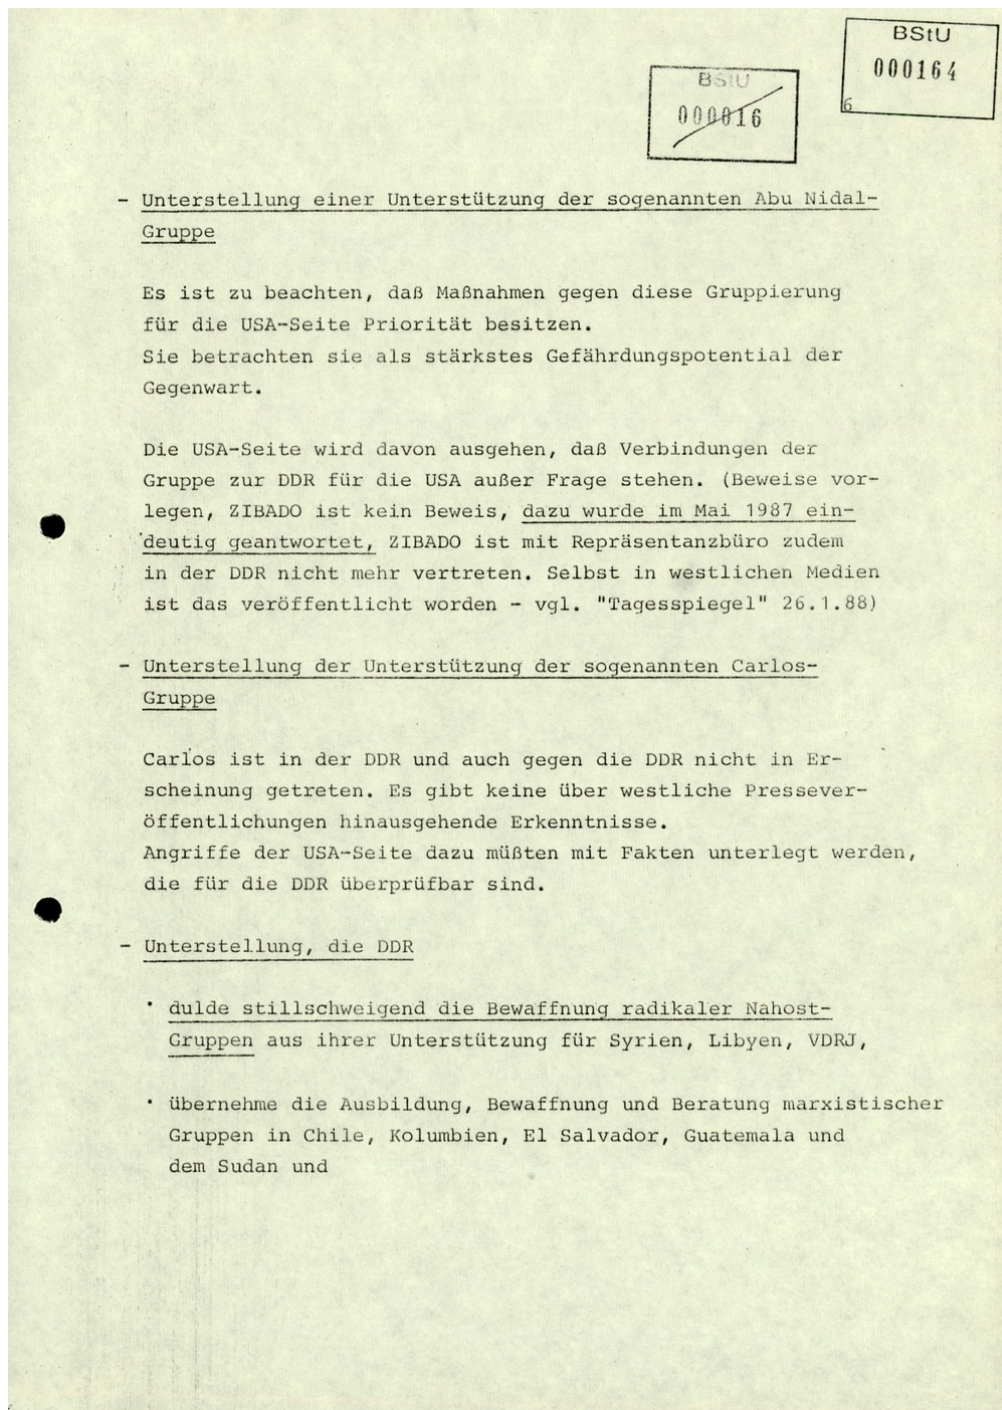 BStU
000164
6
BStU
000016
- Unterstellung einer Unterstützung der sogenannten Abu Nidal-
Gruppe
Es ist zu beachten, daß Maßnahmen gegen diese Gruppierung
für die USA-Seite Priorität besitzen.
Sie betrachten sie als stärkstes Gefährdungspotential der
Gegenwart.
Die USA-Seite wird davon ausgehen, daß Verbindungen der
Gruppe zur DDR für die USA außer Frage stehen. (Beweise vor-
legen, ZIBADO ist kein Beweis, dazu wurde im Mai 1987 ein-
deutig geantwortet, ZIBADO ist mit Repräsentanzbüro zudem
in der DDR nicht mehr vertreten. Selbst in westlichen Medien
ist das veröffentlicht worden - vgl. "Tagesspiegel" 26.1.88)
- Unterstellung der Unterstützung der sogenannten Carlos-
Gruppe
Carlos ist in der DDR und auch gegen die DDR nicht in Er-
scheinung getreten. Es gibt keine über westliche Pressever-
öffentlichungen hinausgehende Erkenntnisse.
Angriffe der USA-Seite dazu müßten mit Fakten unterlegt werden,
die für die DDR überprüfbar sind.
- Unterstellung, die DDR
· dulde stillschweigend die Bewaffnung radikaler Nahost-
Gruppen aus ihrer Unterstützung für Syrien, Libyen, VDRJ,
· übernehme die Ausbildung, Bewaffnung und Beratung marxistischer
Gruppen in Chile, Kolumbien, El Salvador, Guatemala und
dem Sudan und